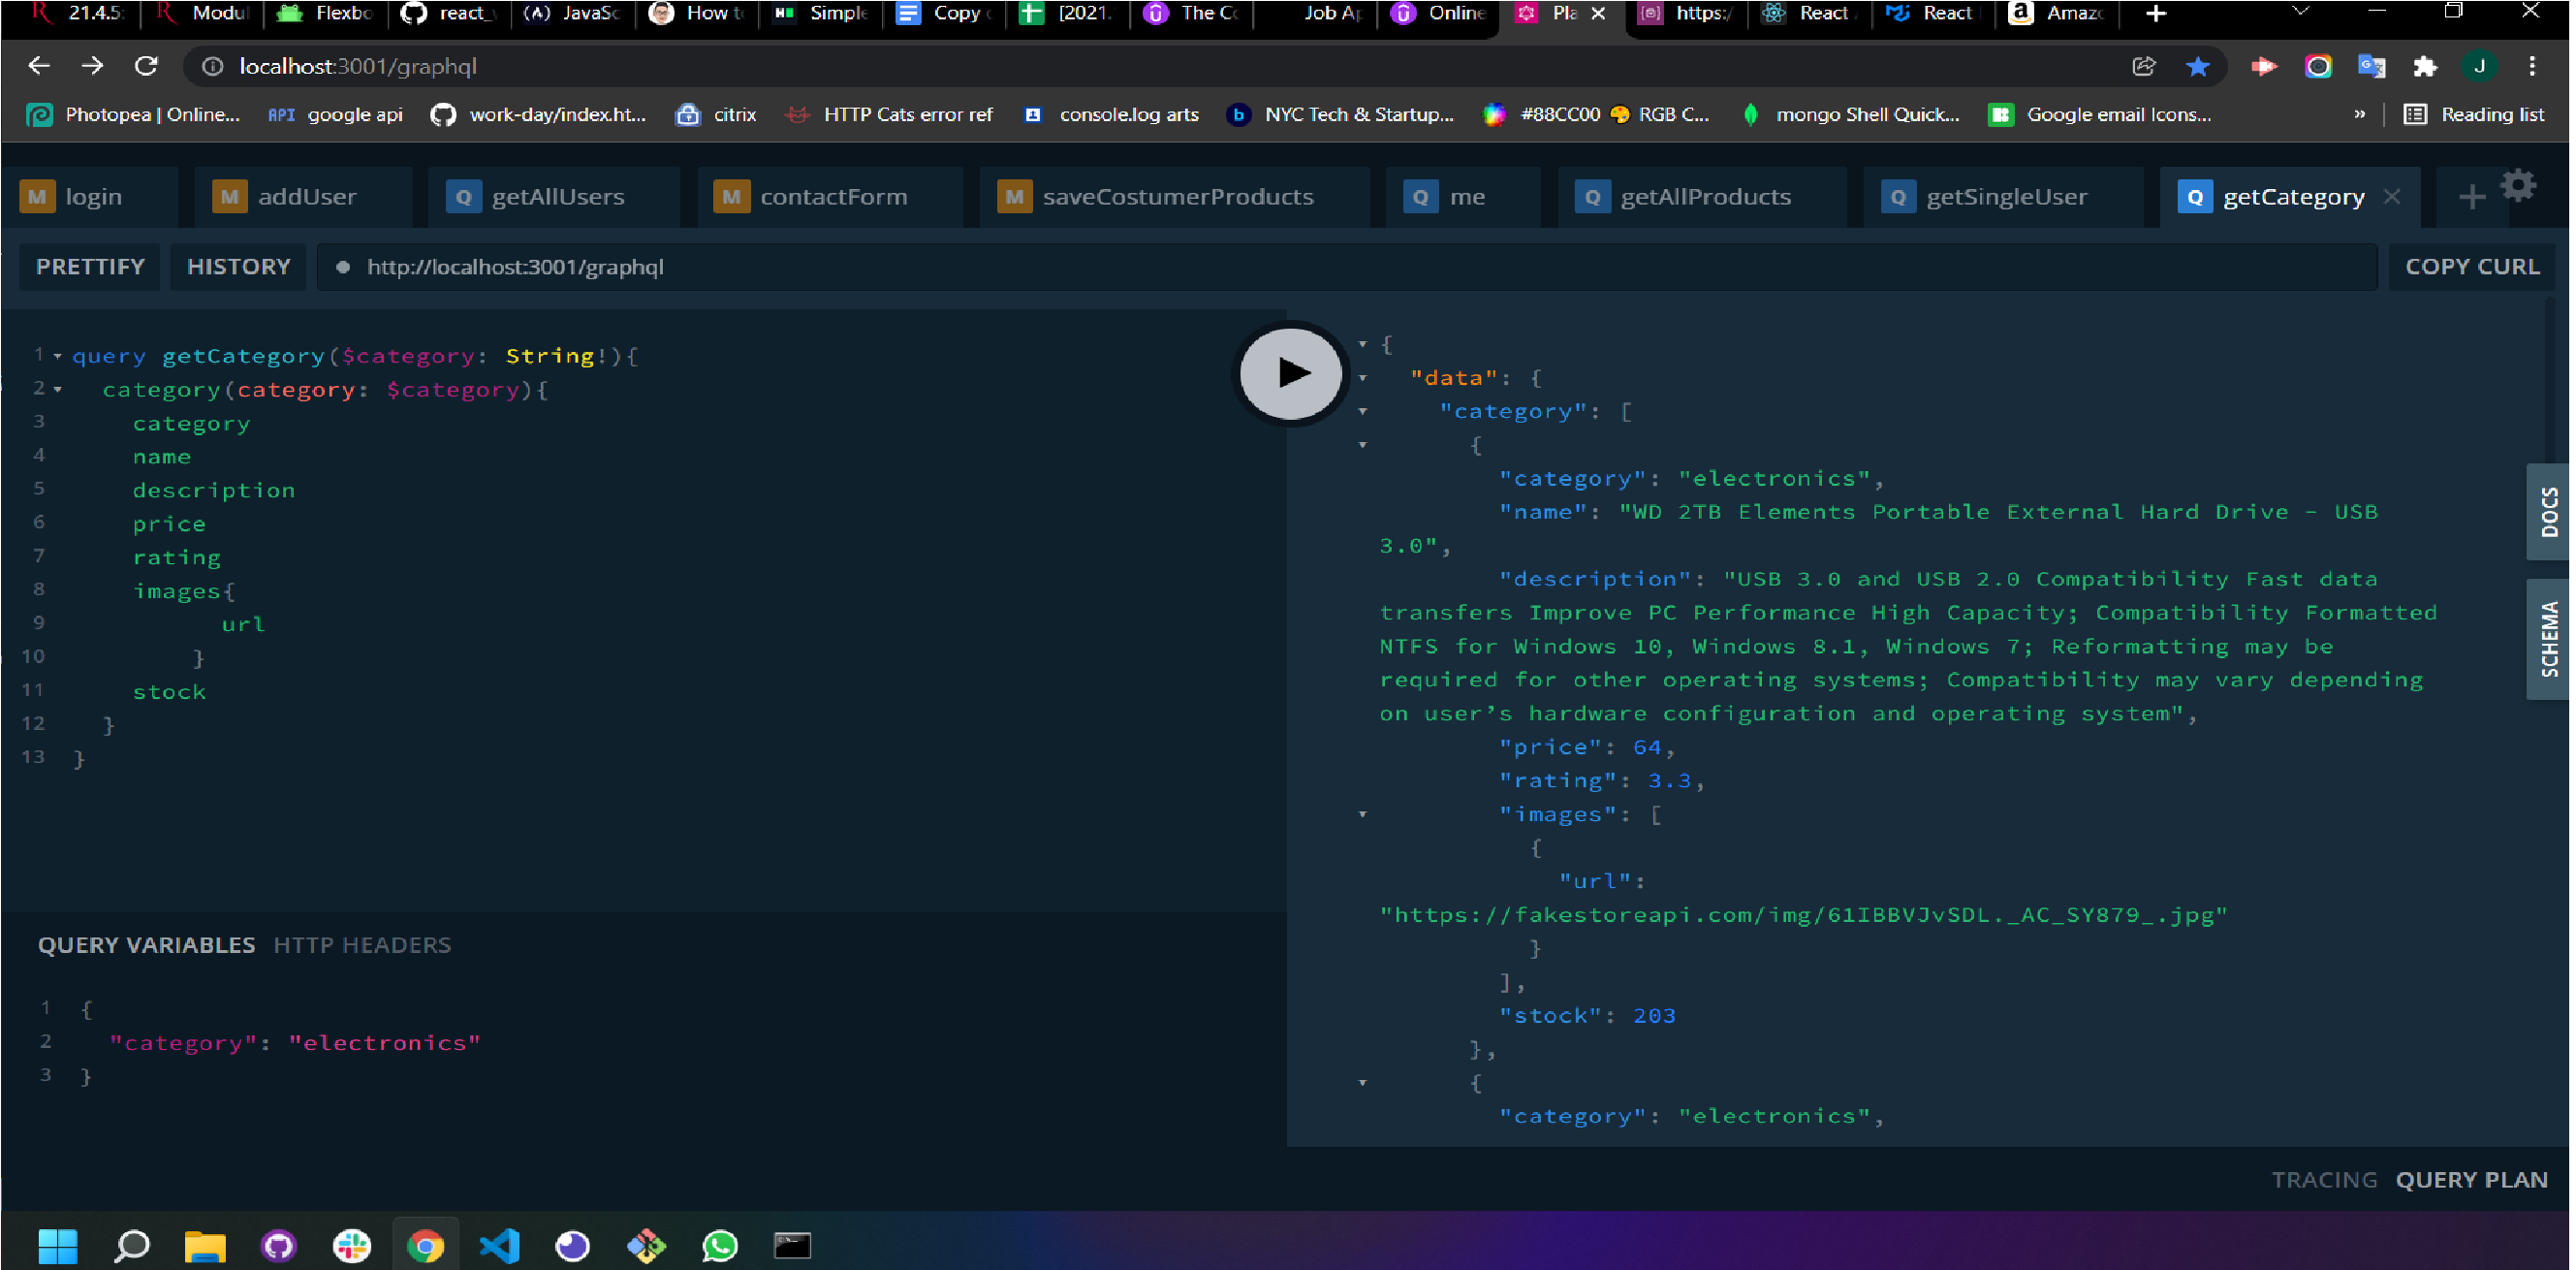 21.4.5: Modul Flexbo react_ JavaSc How to Simple Copy [2021. The Co Job Ap Online Pla https:/ React React Amazo
localhost:3001/graphql
Photopea | Online... API google api work-day/index.ht... citrix HTTP Cats error ref console.log arts b NYC Tech & Startup... #88CC00 RGB C... mongo Shell Quick... Google email Icons... » Reading list
M login M addUser Q getAllUsers M contactForm M saveCostumerProducts Q me Q getAllProducts Q getSingleUser Q getCategory
PRETTIFY HISTORY http://localhost:3001/graphql COPY CURL
1 query getCategory($category: String!){
2 category(category: $category){
3 category
4 name
5 description
6 price
7 rating
8 images{
9 url
10 }
11 stock
12 }
13 }
QUERY VARIABLES HTTP HEADERS
1 {
2 "category": "electronics"
3 }
{
"data": {
"category": [
{
"category": "electronics",
"name": "WD 2TB Elements Portable External Hard Drive - USB
3.0",
"description": "USB 3.0 and USB 2.0 Compatibility Fast data
transfers Improve PC Performance High Capacity; Compatibility Formatted
NTFS for Windows 10, Windows 8.1, Windows 7; Reformatting may be
required for other operating systems; Compatibility may vary depending
on user’s hardware configuration and operating system",
"price": 64,
"rating": 3.3,
"images": [
{
"url":
"https://fakestoreapi.com/img/61IBBVJvSDL._AC_SY879_.jpg"
}
],
"stock": 203
},
{
"category": "electronics",
DOCS
SCHEMA
TRACING QUERY PLAN